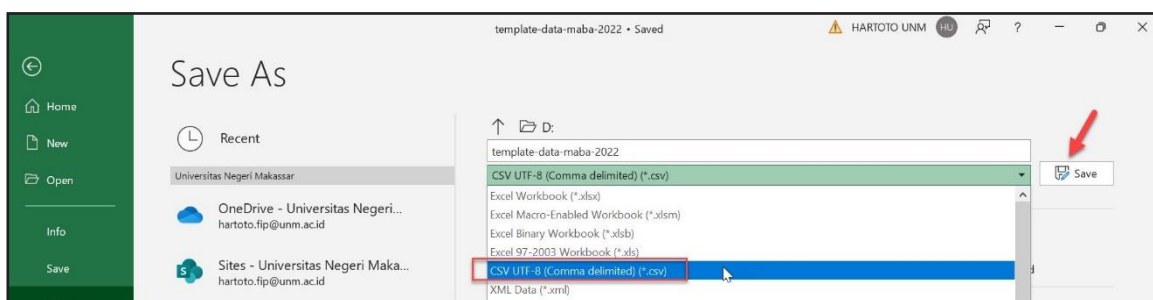 template-data-maba-2022 • Saved
HARTOTO UNM
HU
?
Save As
Home
New
Open
Info
Save
Recent
Universitas Negeri Makassar
OneDrive - Universitas Negeri...
hartoto.fip@unm.ac.id
Sites - Universitas Negeri Maka...
hartoto.fip@unm.ac.id
D:
template-data-maba-2022
CSV UTF-8 (Comma delimited) (*.csv)
Save
Excel Workbook (*.xlsx)
Excel Macro-Enabled Workbook (*.xlsm)
Excel Binary Workbook (*.xlsb)
Excel 97-2003 Workbook (*.xls)
CSV UTF-8 (Comma delimited) (*.csv)
XML Data (*.xml)